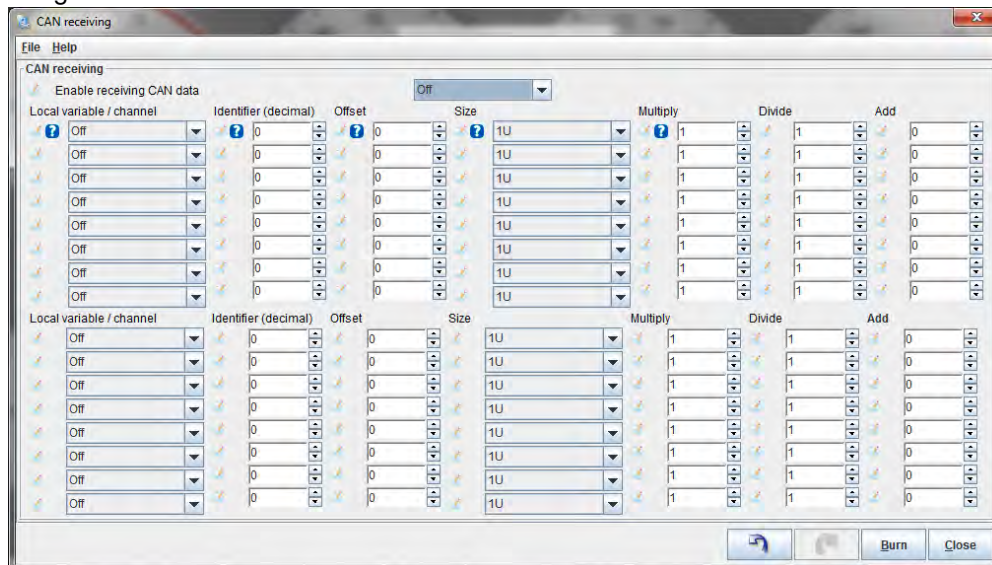 CAN receiving
File Help
CAN receiving
Enable receiving CAN data Off
Local variable / channel Identifier (decimal) Offset Size Multiply Divide Add
Off 0 0 1U 1 1 0
Off 0 0 1U 1 1 0
Off 0 0 1U 1 1 0
Off 0 0 1U 1 1 0
Off 0 0 1U 1 1 0
Off 0 0 1U 1 1 0
Off 0 0 1U 1 1 0
Off 0 0 1U 1 1 0
Local variable / channel Identifier (decimal) Offset Size Multiply Divide Add
Off 0 0 1U 1 1 0
Off 0 0 1U 1 1 0
Off 0 0 1U 1 1 0
Off 0 0 1U 1 1 0
Off 0 0 1U 1 1 0
Off 0 0 1U 1 1 0
Off 0 0 1U 1 1 0
Off 0 0 1U 1 1 0
Burn Close